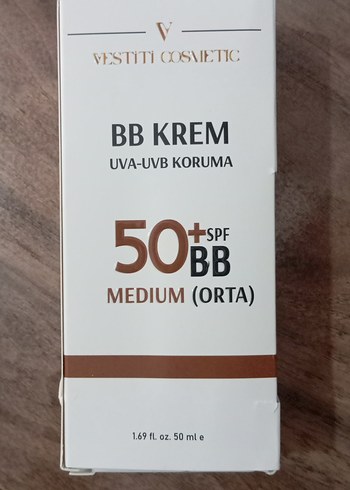 V
VESTITI COSMETIC
BB KREM
UVA-UVB KORUMA
50+ SPF
BB
MEDIUM (ORTA)
1.69 fl. oz. 50 ml e